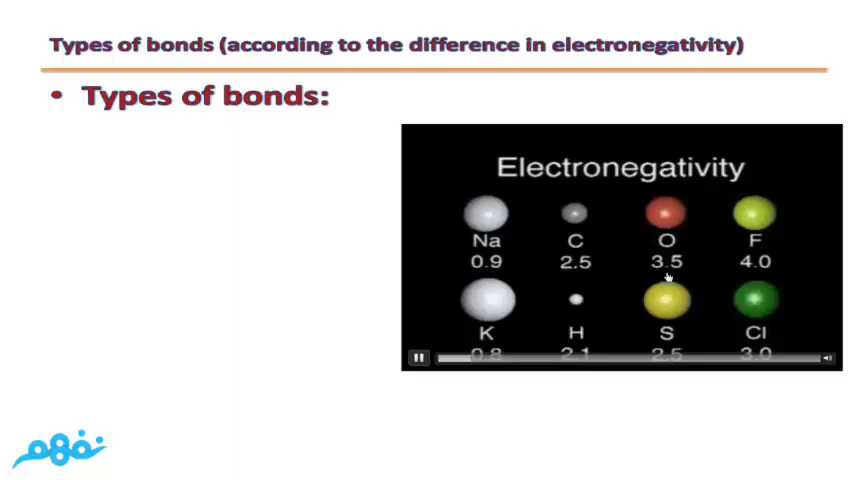 Types of bonds (according to the difference in electronegativity)
• Types of bonds:
Electronegativity
Na C O F
0.9 2.5 3.5 4.0
K H S Cl
0.8 2.1 2.5 3.0
نفهم